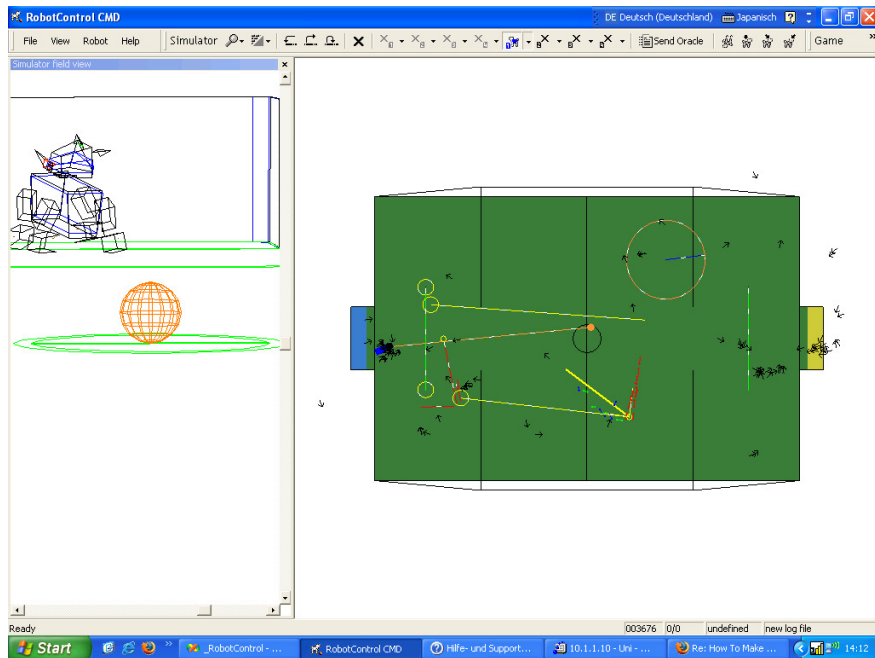 RobotControl CMD
DE Deutsch (Deutschland) Japanisch
File View Robot Help Simulator Send Oracle Game
Simulator field view
Ready 003676 0/0 undefined new log file
Start _RobotControl - ... RobotControl CMD Hilfe- und Support... 10.1.1.10 - Uni - ... Re: How To Make ... 14:12